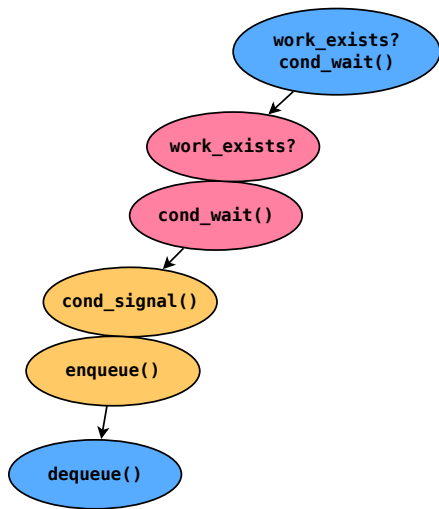 work_exists?
cond_wait()
work_exists?
cond_wait()
cond_signal()
enqueue()
dequeue()